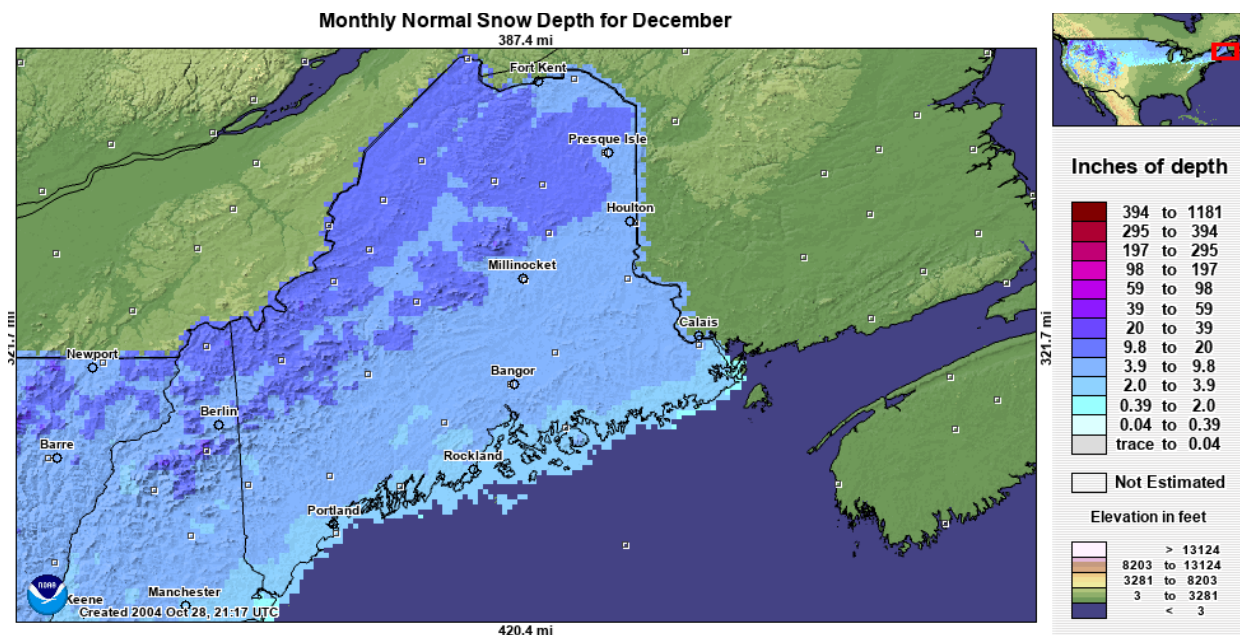 Monthly Normal Snow Depth for December
387.4 mi
Fort Kent
Presque Isle
Houlton
Millinocket
Calais
321.7 mi
321.7 mi
Newport
Bangor
Berlin
Barre
Rockland
Portland
NOAA
Keene
Manchester
Created 2004 Oct 28, 21:17 UTC
420.4 mi
Inches of depth
394 to 1181
295 to 394
197 to 295
98 to 197
59 to 98
39 to 59
20 to 39
9.8 to 20
3.9 to 9.8
2.0 to 3.9
0.39 to 2.0
0.04 to 0.39
trace to 0.04
Not Estimated
Elevation in feet
> 13124
8203 to 13124
3281 to 8203
3 to 3281
< 3